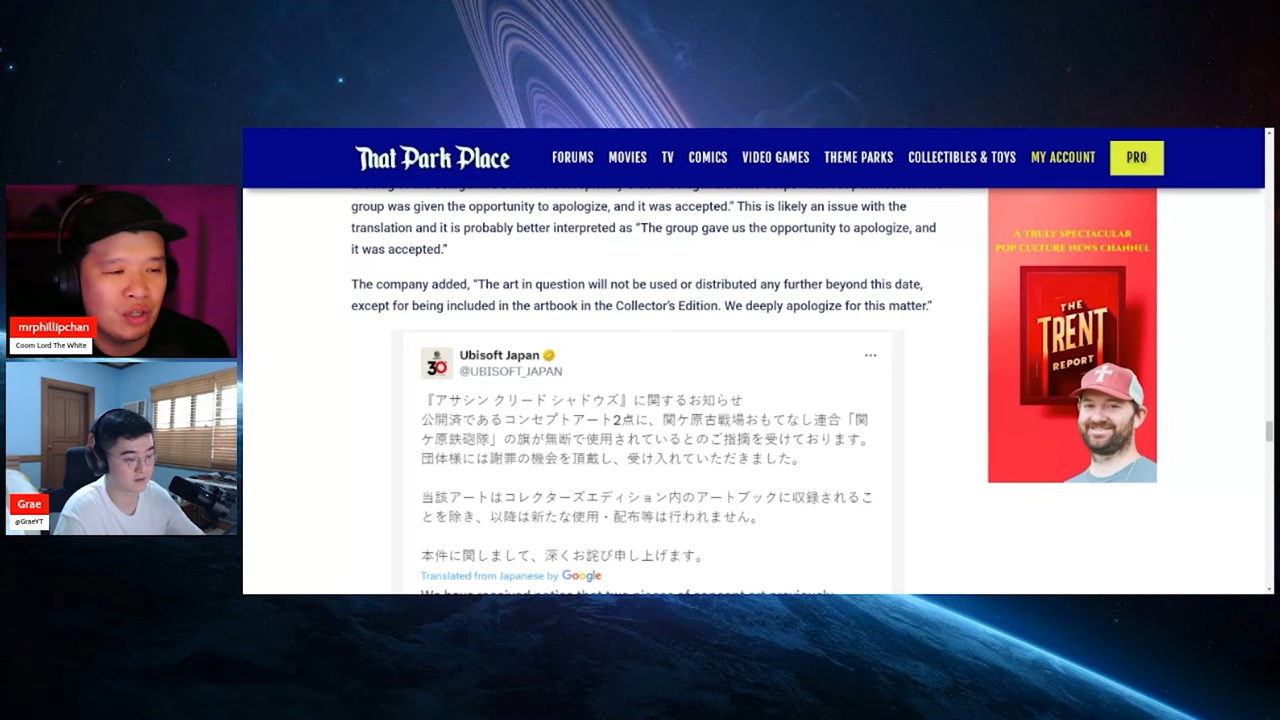 That Park Place
FORUMS MOVIES TV COMICS VIDEO GAMES THEME PARKS COLLECTIBLES & TOYS MY ACCOUNT PRO
group was given the opportunity to apologize, and it was accepted.” This is likely an issue with the
translation and it is probably better interpreted as “The group gave us the opportunity to apologize, and
it was accepted.”
The company added, “The art in question will not be used or distributed any further beyond this date,
except for being included in the artbook in the Collector’s Edition. We deeply apologize for this matter.”
30
Ubisoft Japan
@UBISOFT_JAPAN
『アサシン クリード シャドウズ』に関するお知らせ
公開済であるコンセプトアート2点に、関ケ原古戦場おもてなし連合「関
ケ原鉄砲隊」の旗が無断で使用されているとのご指摘を受けております。
団体様には謝罪の機会を頂戴し、受け入れていただきました。
当該アートはコレクターズエディション内のアートブックに収録されるこ
とを除き、以降は新たな使用・配布等は行われません。
本件に関しまして、深くお詫び申し上げます。
Translated from Japanese by Google
We have received notice that two pieces of concept art previously
A TRULY SPECTACULAR
POP CULTURE NEWS CHANNEL
THE
TRENT
REPORT
mrphillipchan
Coom Lord The White
Grae
@GraeYT